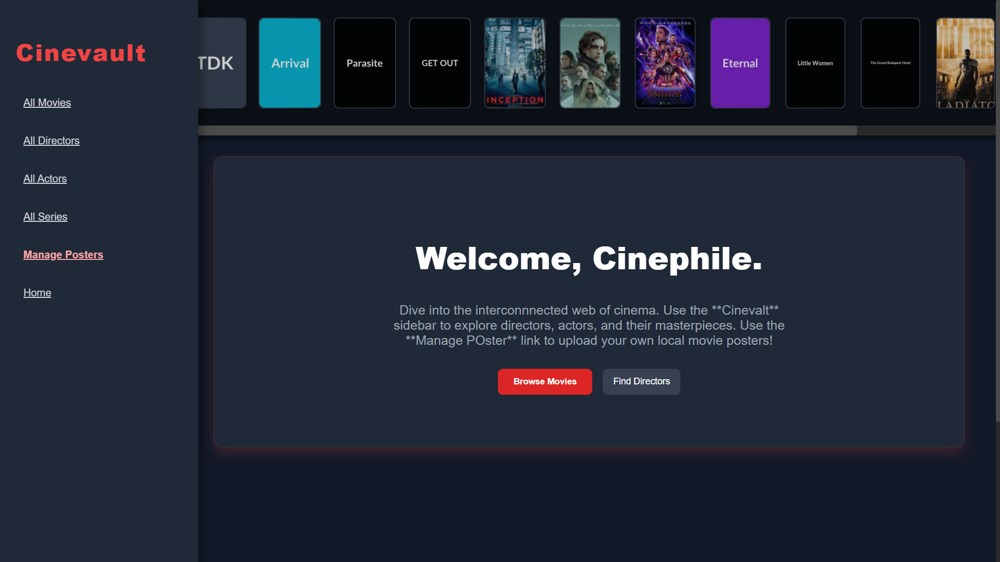 Cinevault
All Movies
All Directors
All Actors
All Series
Manage Posters
Home
TDK
Arrival
Parasite
GET OUT
INCEPTION
AVENGERS
ENDGAME
Eternal
Little Women
The Grand Budapest Hotel
LADIATO
Welcome, Cinephile.
Dive into the interconnnected web of cinema. Use the **Cinevalt**
sidebar to explore directors, actors, and their masterpieces. Use the
**Manage POster** link to upload your own local movie posters!
Browse Movies
Find Directors